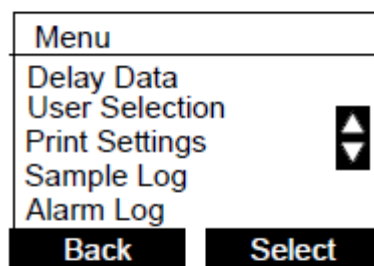 Menu
Delay Data
User Selection
Print Settings
Sample Log
Alarm Log
Back Select